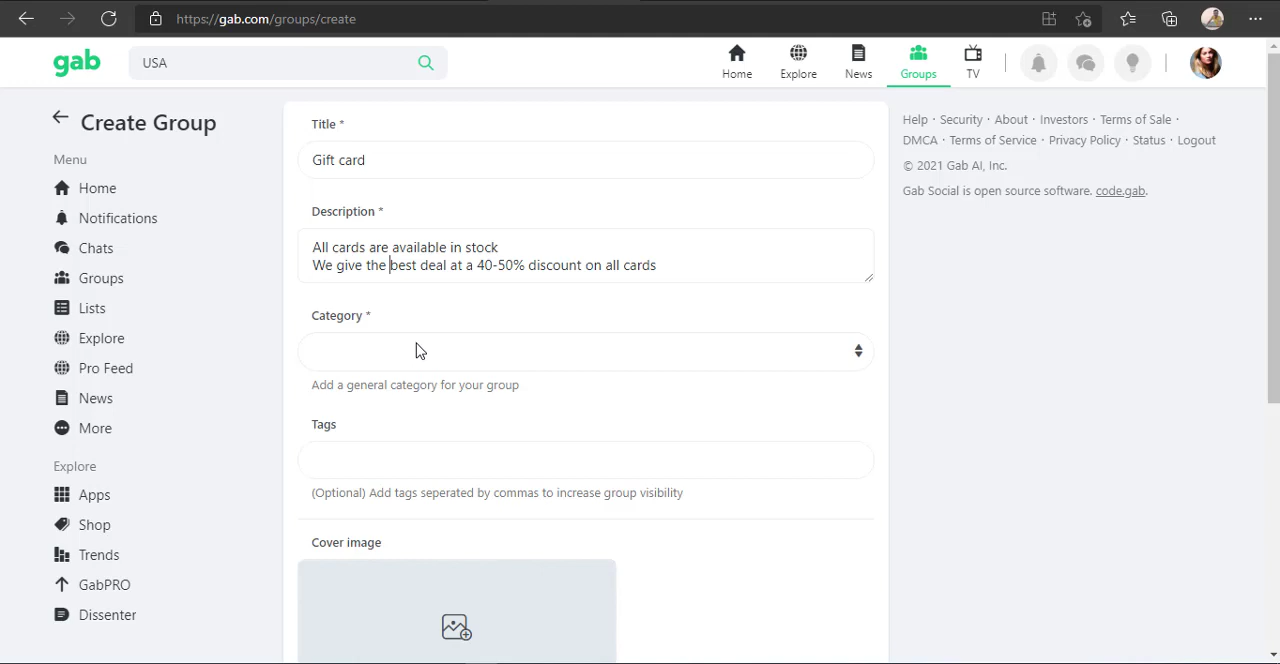 https://gab.com/groups/create
gab
USA
Home
Explore
News
Groups
TV
Create Group
Menu
Home
Notifications
Chats
Groups
Lists
Explore
Pro Feed
News
More
Explore
Apps
Shop
Trends
GabPRO
Dissenter
Title *
Gift card
Description *
All cards are available in stock
We give the best deal at a 40-50% discount on all cards
Category *
Add a general category for your group
Tags
(Optional) Add tags seperated by commas to increase group visibility
Cover image
Help · Security · About · Investors · Terms of Sale ·
DMCA · Terms of Service · Privacy Policy · Status · Logout
© 2021 Gab AI, Inc.
Gab Social is open source software. code.gab.